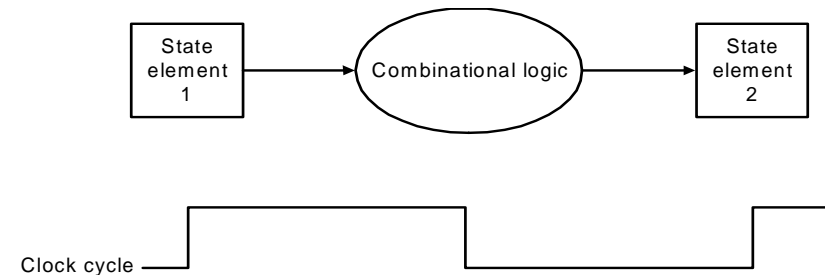 State
element
1
Combinational logic
State
element
2
Clock cycle